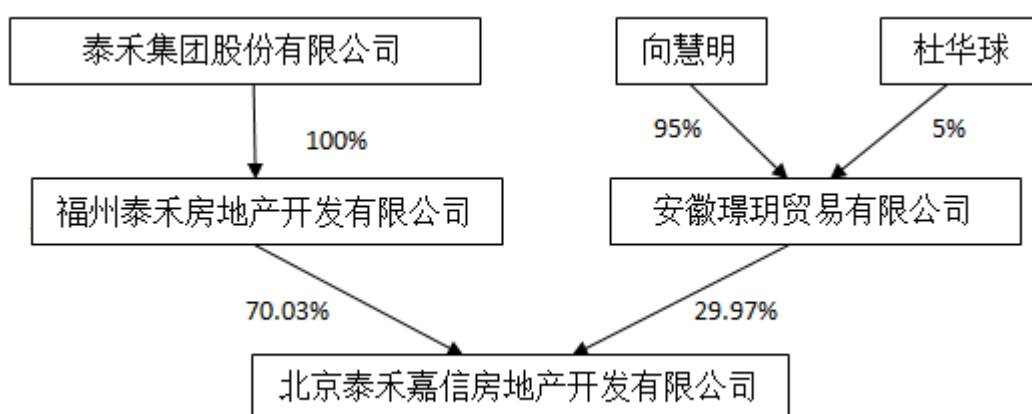 泰禾集团股份有限公司
向慧明
杜华球
100%
95%
5%
福州泰禾房地产开发有限公司
安徽璟玥贸易有限公司
70.03%
29.97%
北京泰禾嘉信房地产开发有限公司